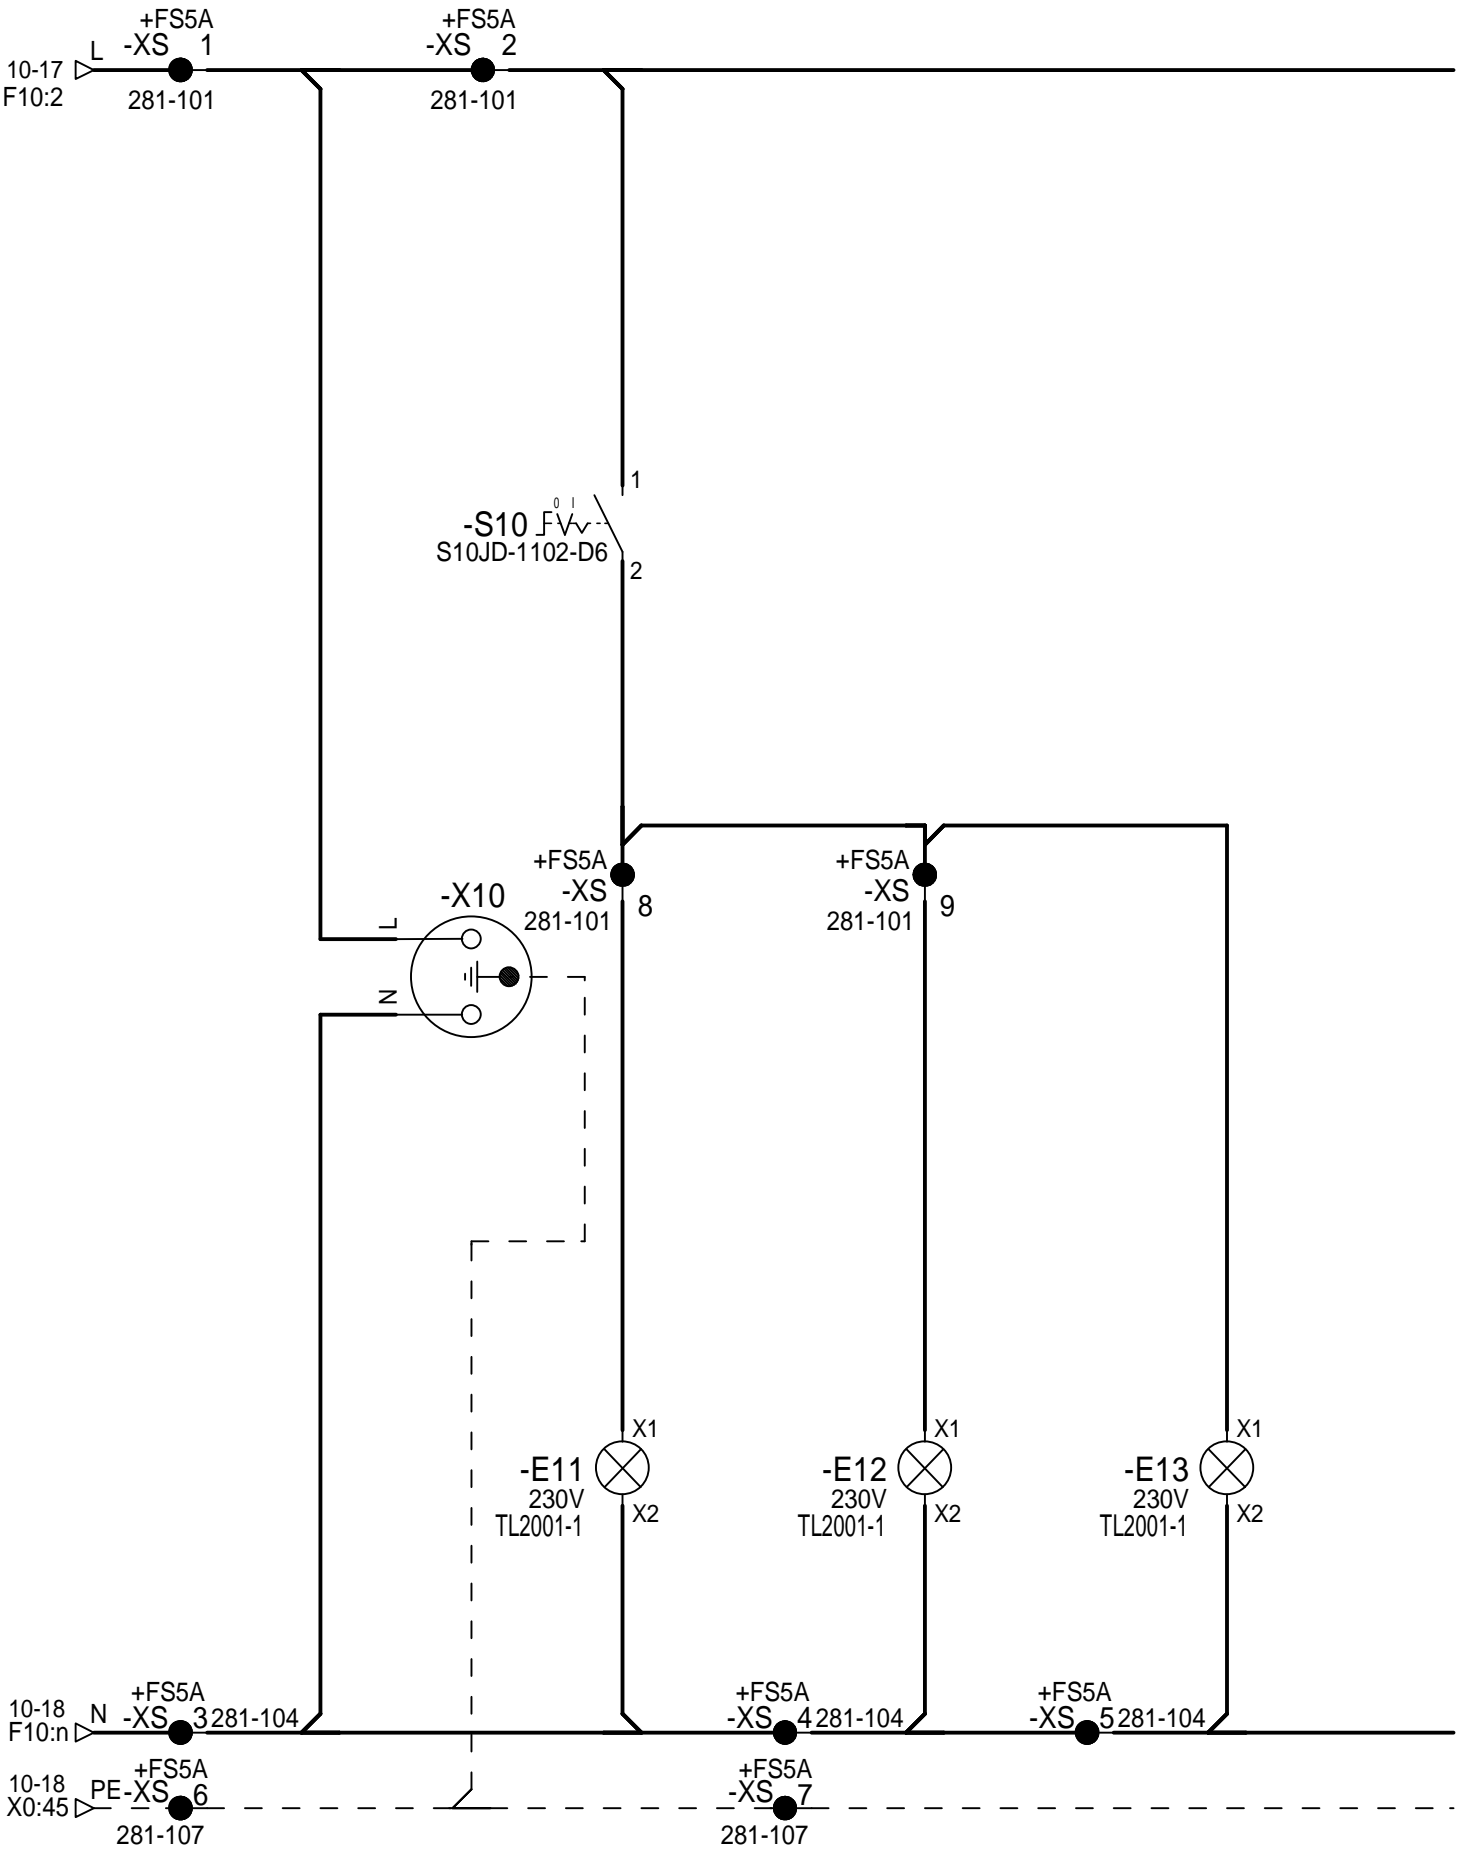 +FS5A
-XS 1
281-101
+FS5A
-XS 2
281-101
10-17 L
F10:2
1
0 I
-S10
S10JD-1102-D6
2
+FS5A
-XS
281-101 8
+FS5A
-XS
281-101 9
-X10
L
N
X1
-E11
230V
TL2001-1
X2
X1
-E12
230V
TL2001-1
X2
X1
-E13
230V
TL2001-1
X2
10-18 N
F10:n
+FS5A
-XS 3 281-104
+FS5A
-XS 4 281-104
+FS5A
-XS 5 281-104
10-18 PE
X0:45
+FS5A
-XS 6
281-107
+FS5A
-XS 7
281-107